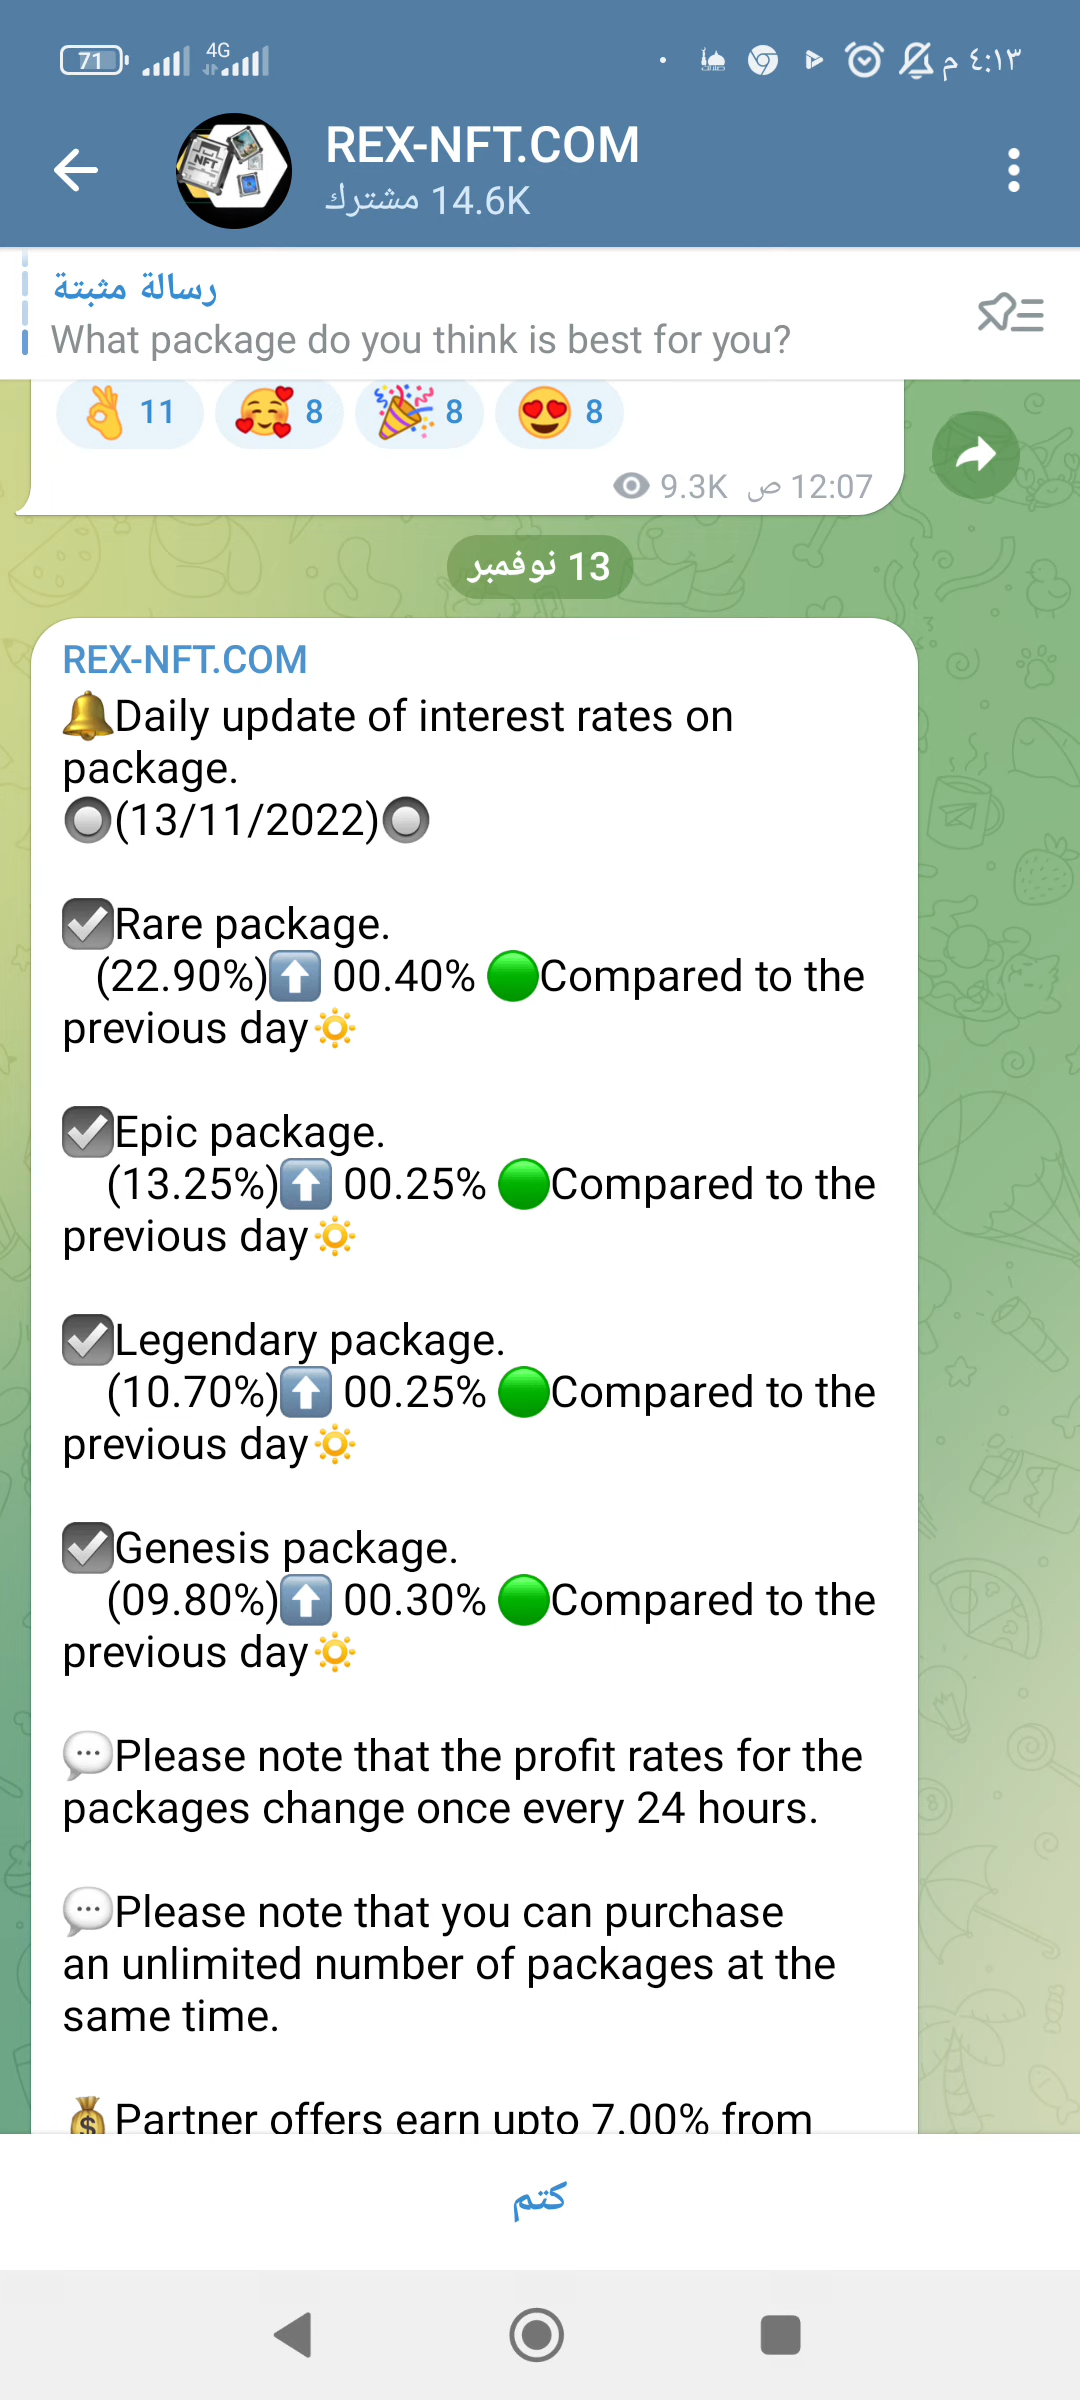 71 4G ٤:١٣ م
REX-NFT.COM
14.6K مشترك
رسالة مثبتة
What package do you think is best for you?
👌 11 🥰 8 🎉 8 😍 8
9.3K 12:07 ص
13 نوفمبر
REX-NFT.COM
🔔Daily update of interest rates on
package.
🔘(13/11/2022)🔘
☑️Rare package.
(22.90%)⬆️ 00.40% 🟢Compared to the
previous day🔅
☑️Epic package.
(13.25%)⬆️ 00.25% 🟢Compared to the
previous day🔅
☑️Legendary package.
(10.70%)⬆️ 00.25% 🟢Compared to the
previous day🔅
☑️Genesis package.
(09.80%)⬆️ 00.30% 🟢Compared to the
previous day🔅
💬Please note that the profit rates for the
packages change once every 24 hours.
💬Please note that you can purchase
an unlimited number of packages at the
same time.
💰Partner offers earn upto 7.00% from
كتم